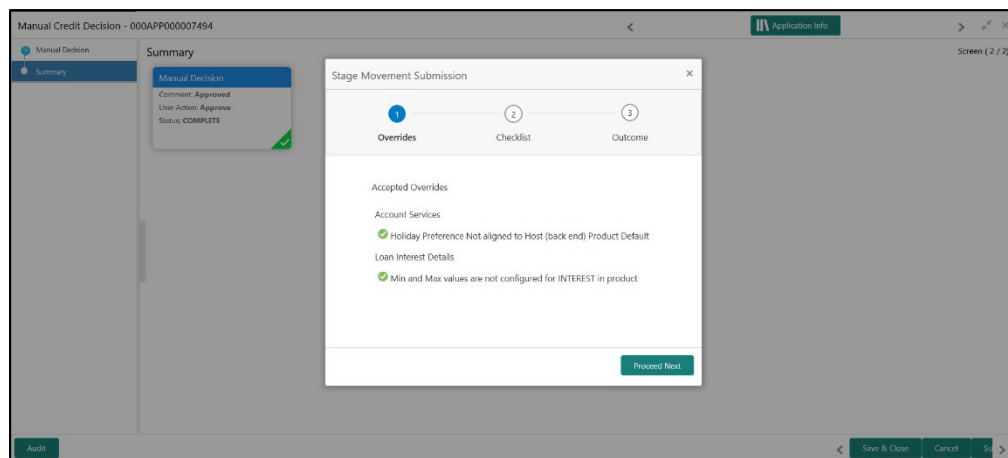 Manual Credit Decision - 000APP000007494
Application Info
Manual Decision
Summary
Summary
Screen ( 2 / 2)
Manual Decision
Comment: Approved
User Action: Approve
Status: COMPLETE
Stage Movement Submission
1
2
3
Overrides
Checklist
Outcome
Accepted Overrides
Account Services
Holiday Preference Not aligned to Host (back end) Product Default
Loan Interest Details
Min and Max values are not configured for INTEREST in product
Proceed Next
Audit
Save & Close
Cancel
Su